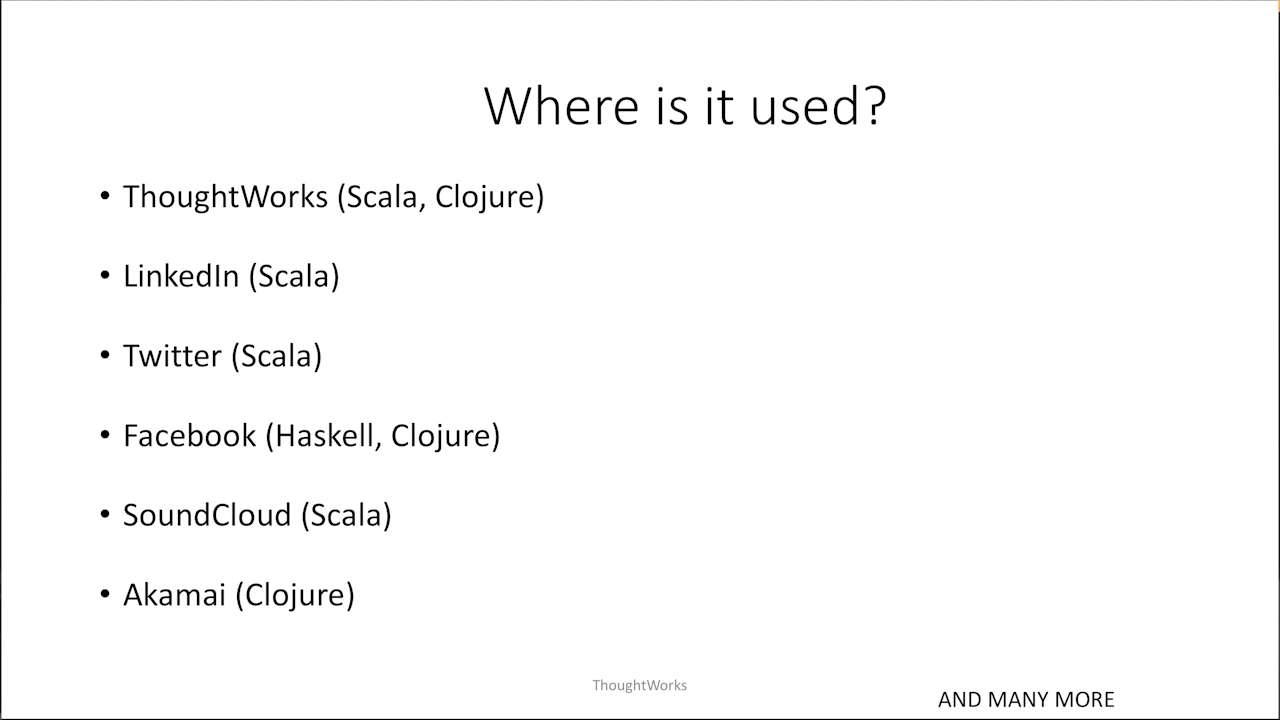 Where is it used?
• ThoughtWorks (Scala, Clojure)
• LinkedIn (Scala)
• Twitter (Scala)
• Facebook (Haskell, Clojure)
• SoundCloud (Scala)
• Akamai (Clojure)
ThoughtWorks
AND MANY MORE